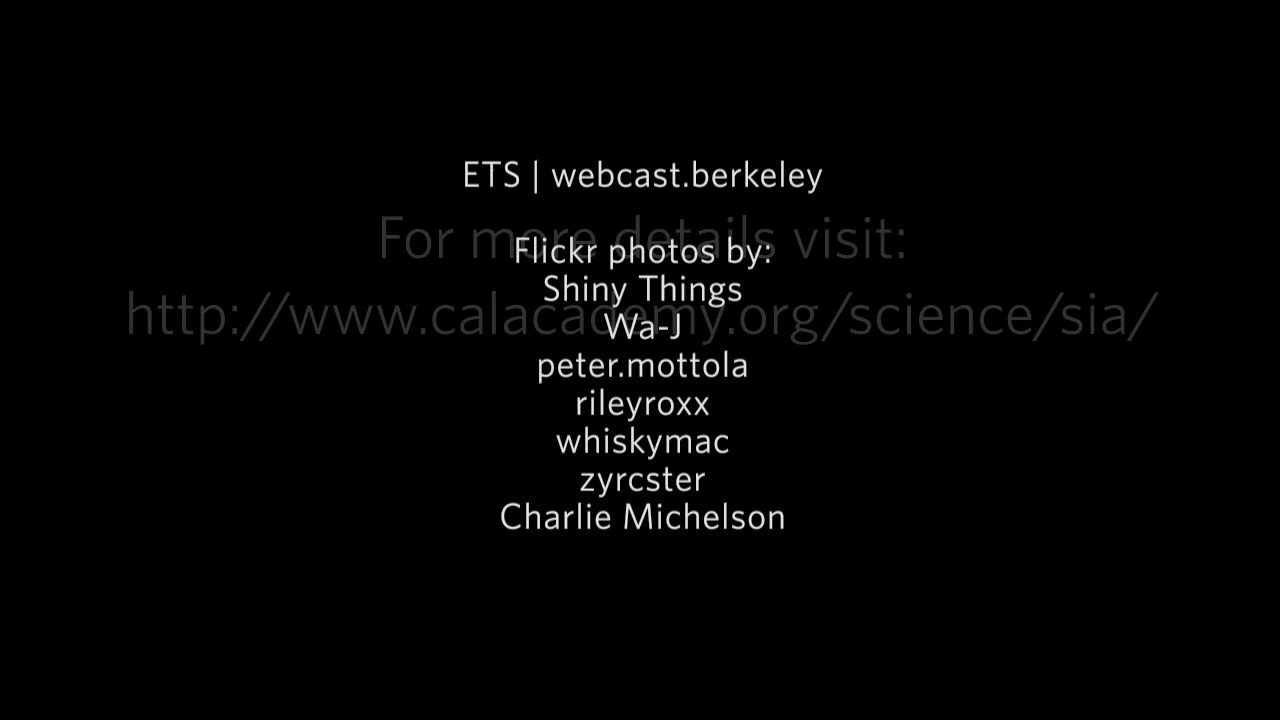 ETS | webcast.berkeley
For more details visit:
Flickr photos by:
Shiny Things
http://www.calacademy.org/science/sia/
Wa-J
peter.mottola
rileyroxx
whiskymac
zyrcster
Charlie Michelson